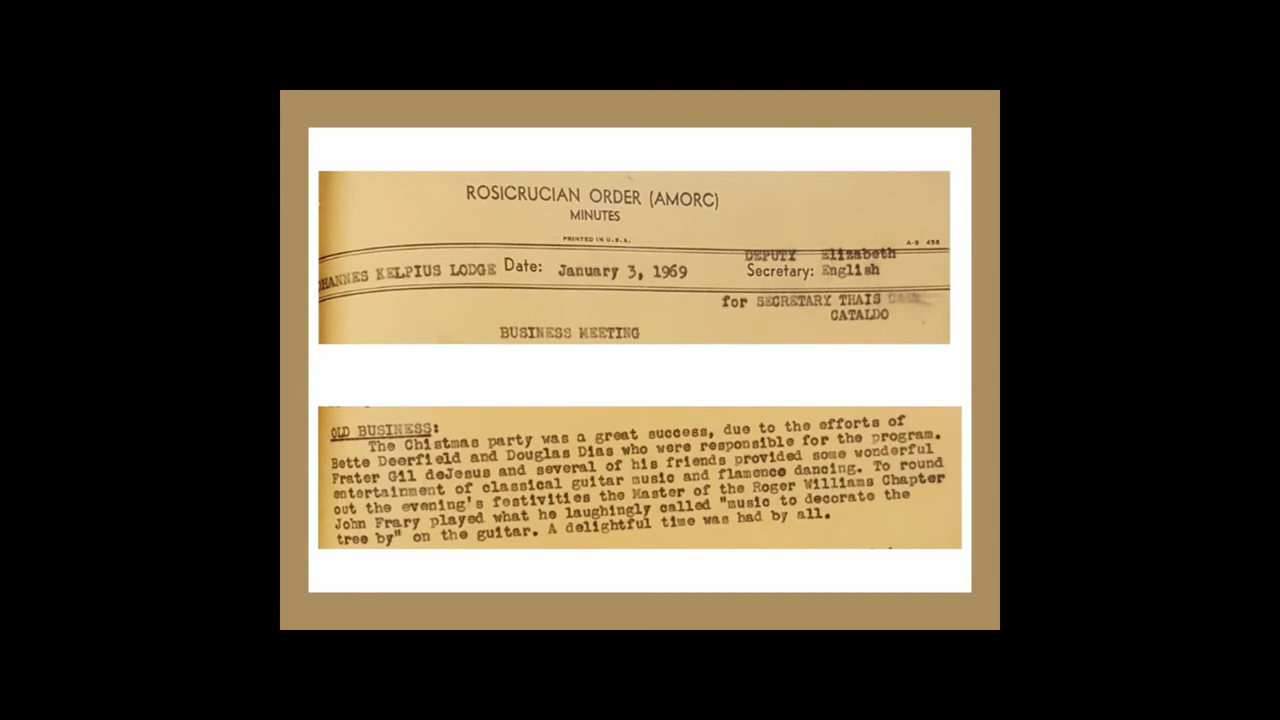 ROSICRUCIAN ORDER (AMORC)
MINUTES
PRINTED IN U.S.A.
A-9 456
HANNES KELPIUS LODGE Date: January 3, 1969
DEPUTY Elizabeth
Secretary: English
for SECRETARY THAIS
CATALDO
BUSINESS MEETING
OLD BUSINESS:
The Chistmas party was a great success, due to the efforts of
Bette Deerfield and Douglas Dias who were responsible for the program.
Frater Gil deJesus and several of his friends provided some wonderful
entertainment of classical guitar music and flamenco dancing. To round
out the evening's festivities the Master of the Roger Williams Chapter
John Frary played what he laughingly called "music to decorate the
tree by" on the guitar. A delightful time was had by all.